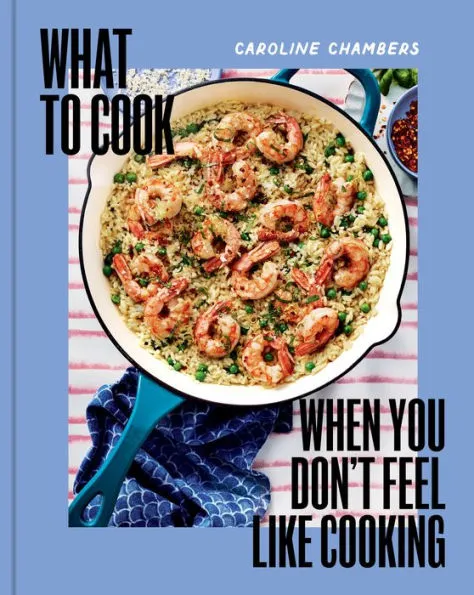 WHAT
TO COOK
CAROLINE CHAMBERS
WHEN YOU
DON'T FEEL
LIKE COOKING